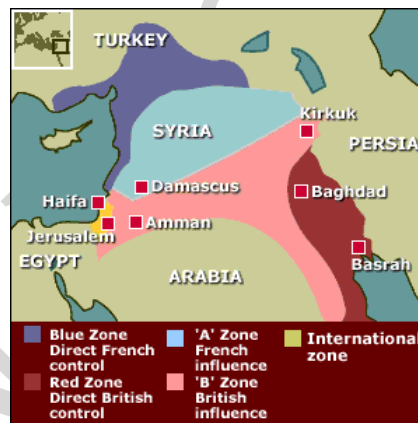 TURKEY
Kirkuk
SYRIA
PERSIA
Damascus
Baghdad
Haifa
Amman
Jerusalem
EGYPT
Basrah
ARABIA
Blue Zone
Direct French
control
'A' Zone
French
influence
International
zone
Red Zone
Direct British
control
'B' Zone
British
influence